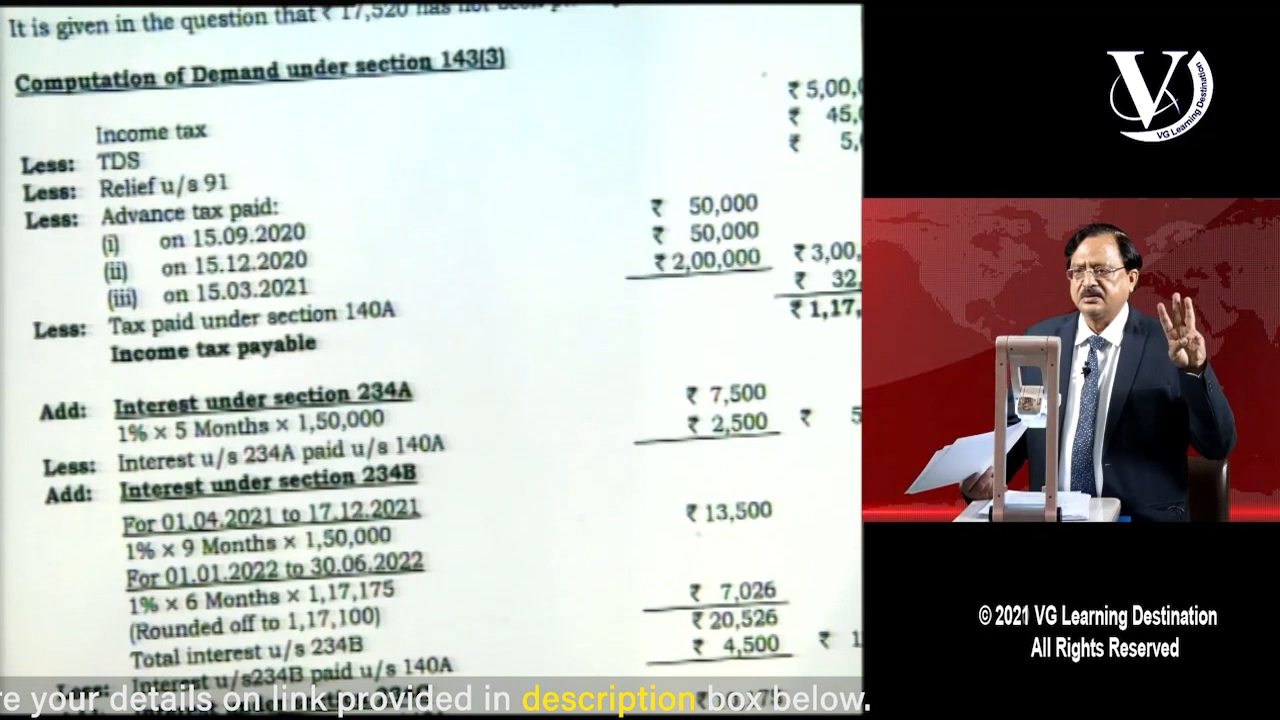 It is given in the question that ₹ 17,520 has not been
Computation of Demand under section 143(3)
Income tax ₹ 5,00,
Less: TDS ₹ 45,
Less: Relief u/s 91 ₹ 5,
Less: Advance tax paid:
(i) on 15.09.2020 ₹ 50,000
(ii) on 15.12.2020 ₹ 50,000
(iii) on 15.03.2021 ₹ 2,00,000 ₹ 3,00,
Less: Tax paid under section 140A ₹ 32,
Income tax payable ₹ 1,17,
Add: Interest under section 234A
1% × 5 Months × 1,50,000 ₹ 7,500
Less: Interest u/s 234A paid u/s 140A ₹ 2,500 ₹ 5
Add: Interest under section 234B
For 01.04.2021 to 17.12.2021
1% × 9 Months × 1,50,000 ₹ 13,500
For 01.01.2022 to 30.06.2022
1% × 6 Months × 1,17,175
(Rounded off to 1,17,100) ₹ 7,026
Total interest u/s 234B ₹ 20,526
Less: Interest u/s234B paid u/s 140A ₹ 4,500 ₹ 1
V
VG Learning Destination
© 2021 VG Learning Destination
All Rights Reserved
re your details on link provided in description box below.